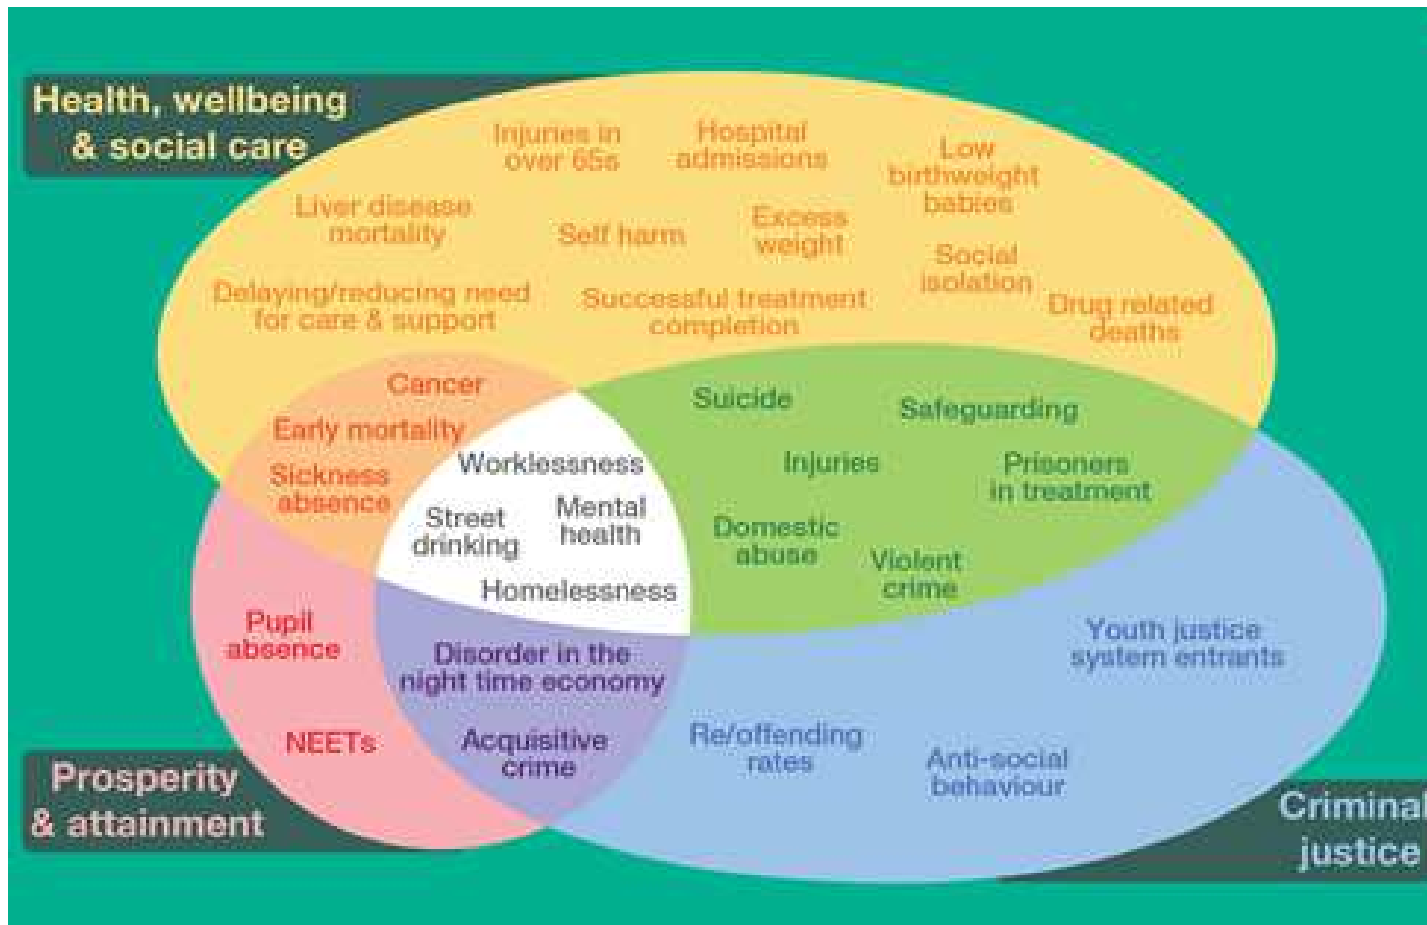 Health, wellbeing
& social care
Injuries in
over 65s
Hospital
admissions
Low
birthweight
babies
Liver disease
mortality
Self harm
Excess
weight
Social
isolation
Delaying/reducing need
for care & support
Successful treatment
completion
Drug related
deaths
Cancer
Early mortality
Sickness
absence
Suicide
Safeguarding
Worklessness
Injuries
Prisoners
in treatment
Street
drinking
Mental
health
Domestic
abuse
Violent
crime
Homelessness
Pupil
absence
Disorder in the
night time economy
Youth justice
system entrants
NEETs
Acquisitive
crime
Re/offending
rates
Anti-social
behaviour
Prosperity
& attainment
Criminal
justice